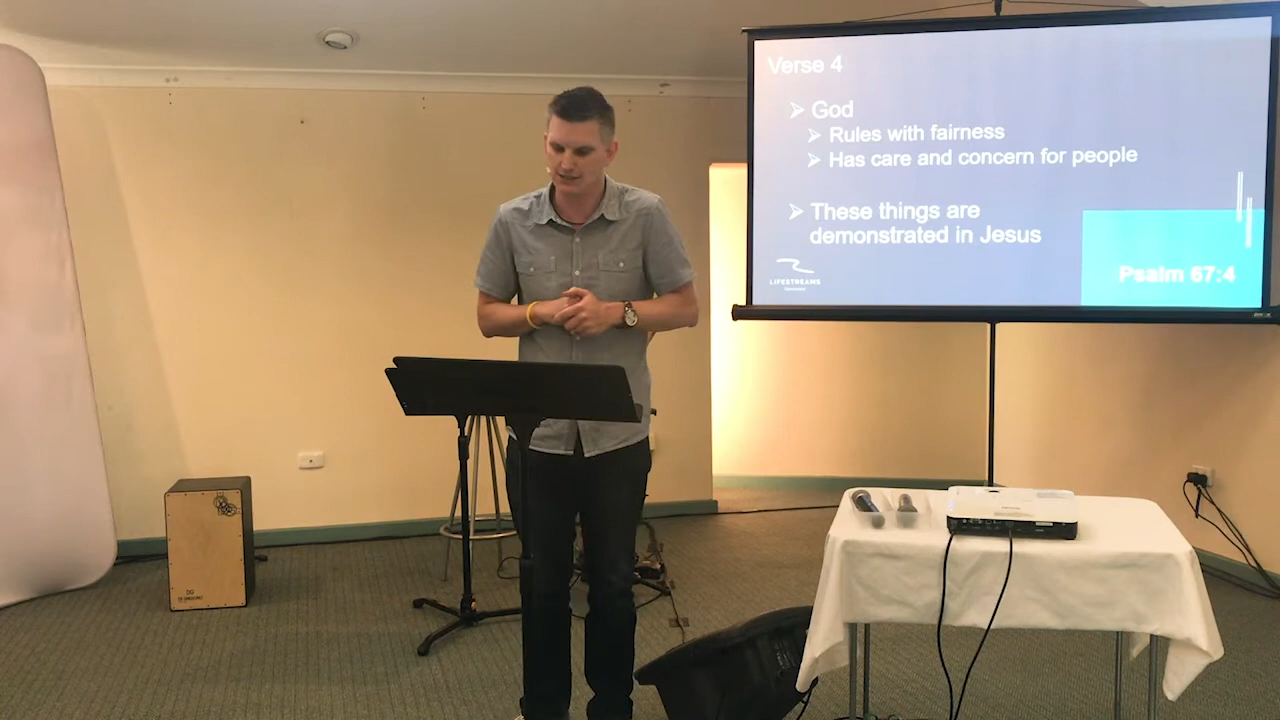 Verse 4
God
Rules with fairness
Has care and concern for people
These things are
demonstrated in Jesus
Psalm 67:4
LIFESTREAMS
DG